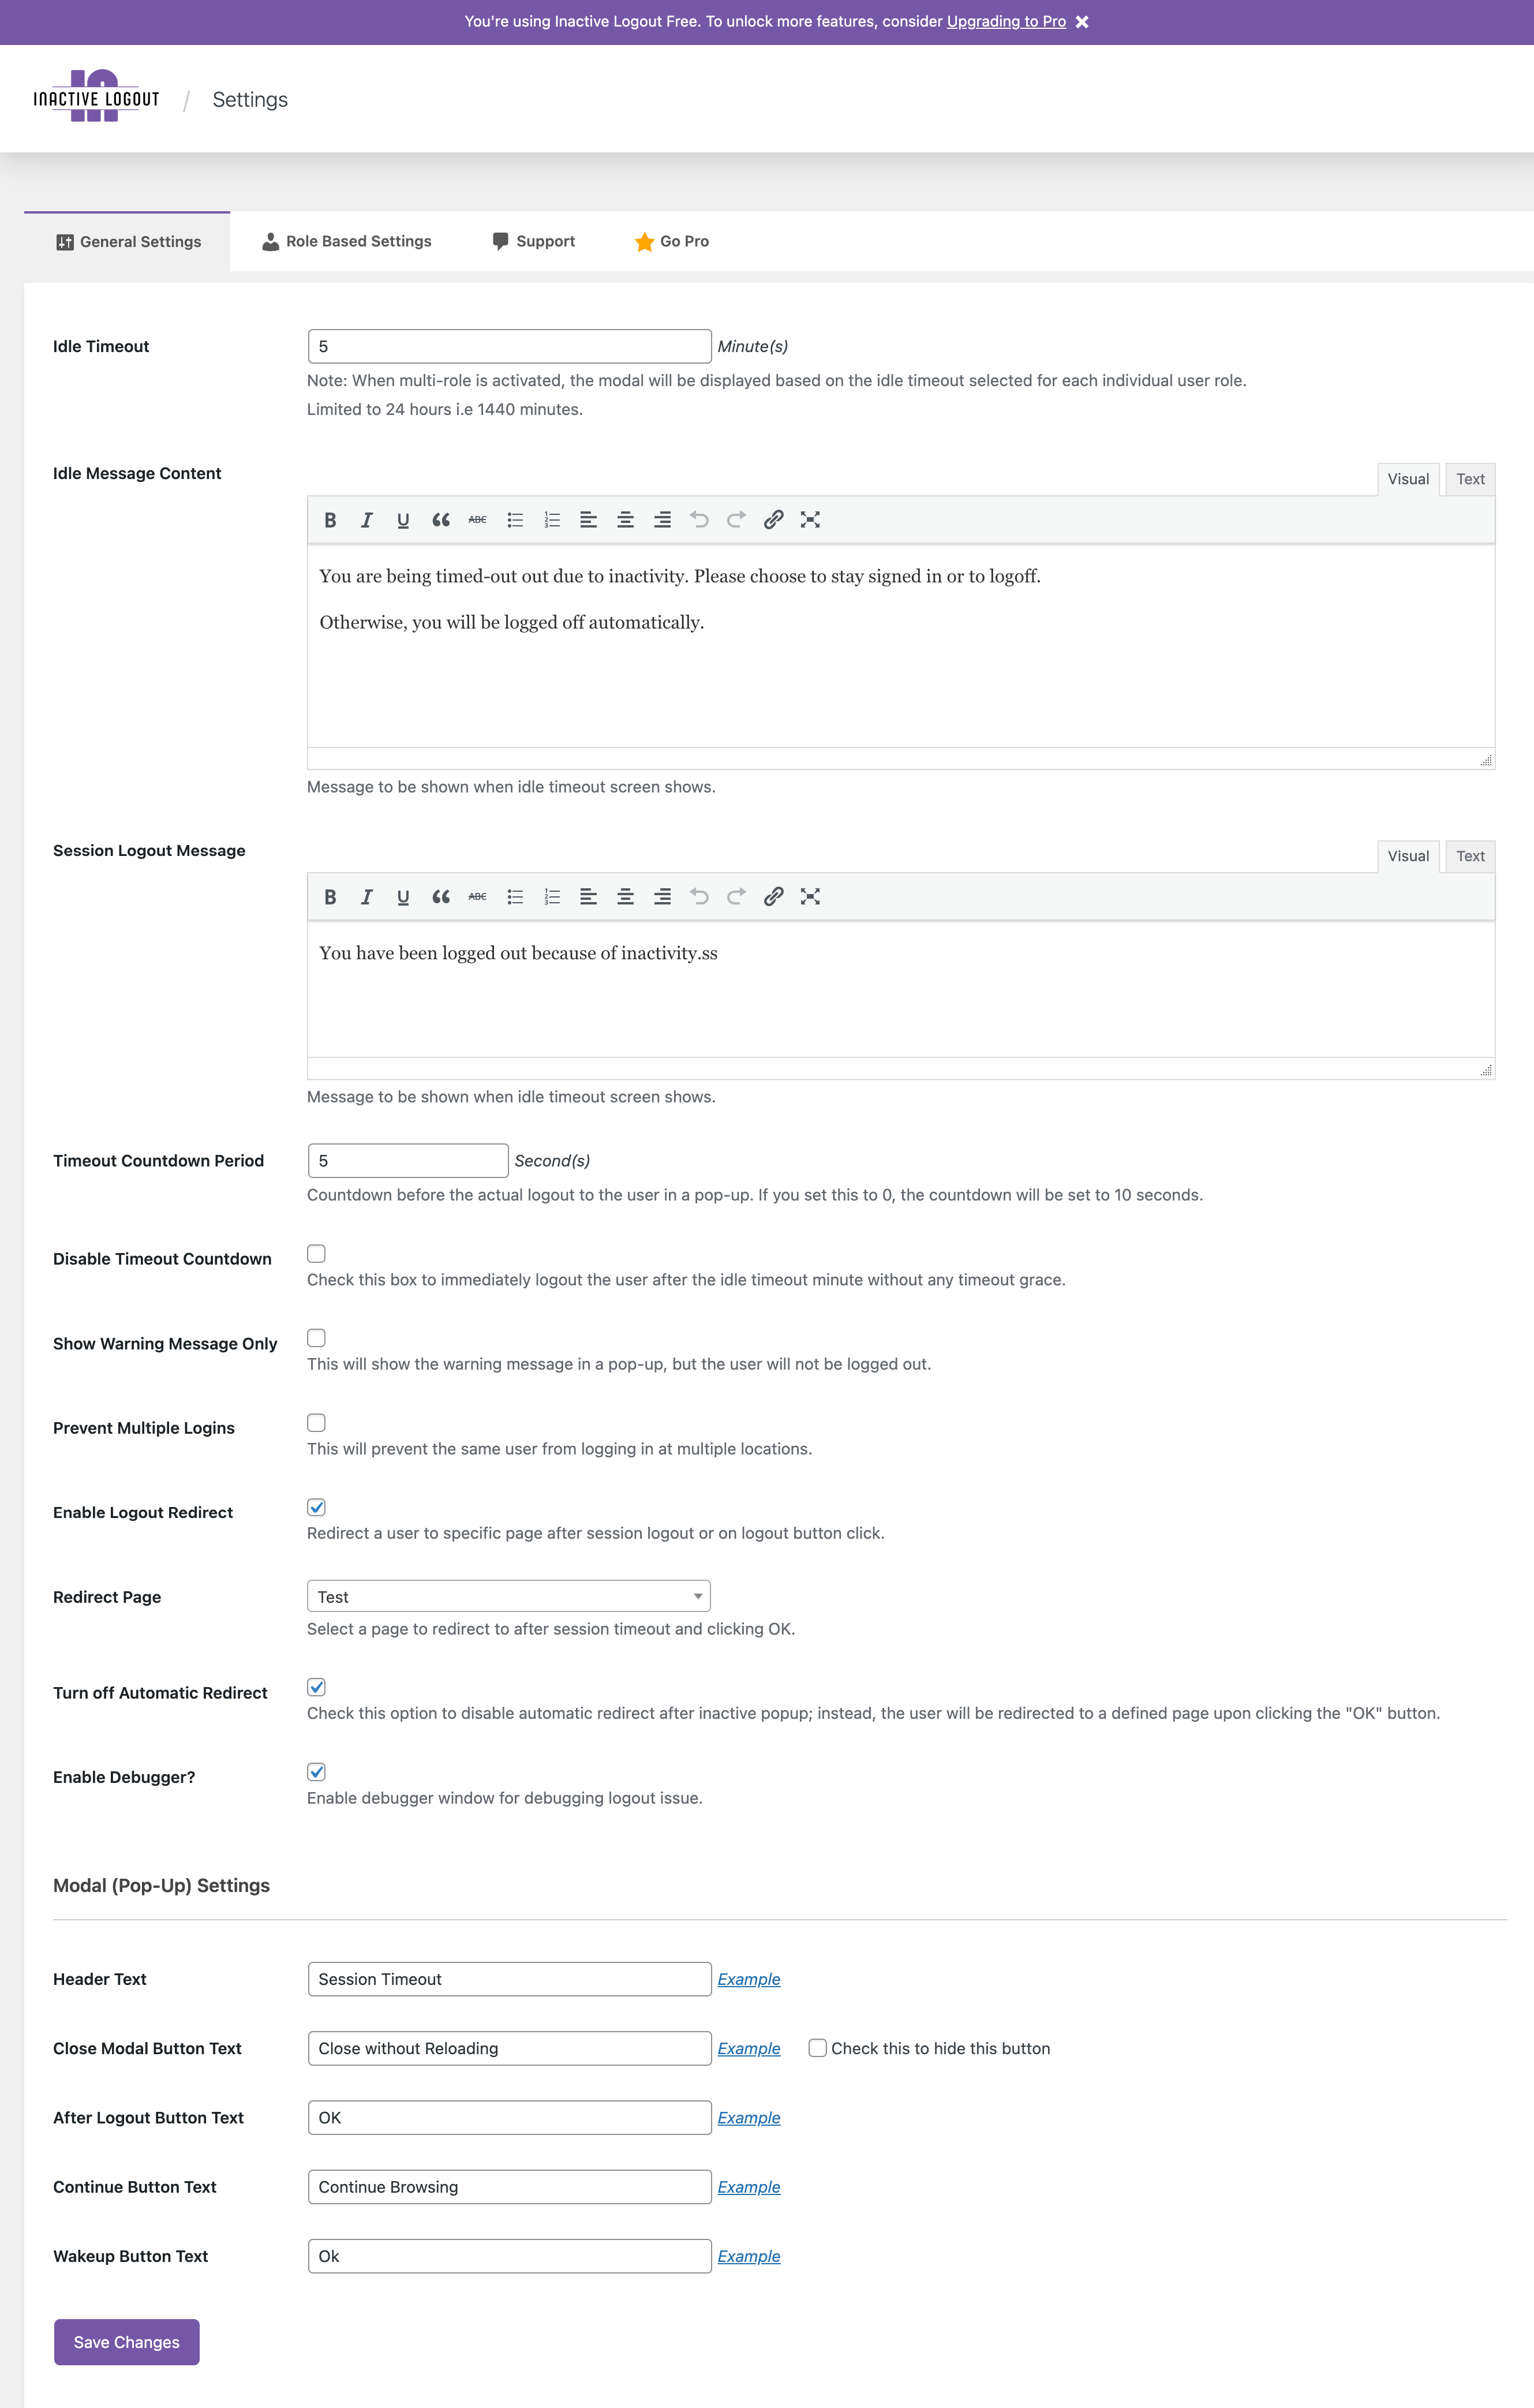 You're using Inactive Logout Free. To unlock more features, consider Upgrading to Pro
INACTIVE LOGOUT / Settings
General Settings Role Based Settings Support Go Pro
Idle Timeout 5 Minute(s)
Note: When multi-role is activated, the modal will be displayed based on the idle timeout selected for each individual user role.
Limited to 24 hours i.e 1440 minutes.
Idle Message Content Visual Text
B I U ABC
You are being timed-out out due to inactivity. Please choose to stay signed in or to logoff.
Otherwise, you will be logged off automatically.
Message to be shown when idle timeout screen shows.
Session Logout Message Visual Text
B I U ABC
You have been logged out because of inactivity.ss
Message to be shown when idle timeout screen shows.
Timeout Countdown Period 5 Second(s)
Countdown before the actual logout to the user in a pop-up. If you set this to 0, the countdown will be set to 10 seconds.
Disable Timeout Countdown
Check this box to immediately logout the user after the idle timeout minute without any timeout grace.
Show Warning Message Only
This will show the warning message in a pop-up, but the user will not be logged out.
Prevent Multiple Logins
This will prevent the same user from logging in at multiple locations.
Enable Logout Redirect
Redirect a user to specific page after session logout or on logout button click.
Redirect Page Test
Select a page to redirect to after session timeout and clicking OK.
Turn off Automatic Redirect
Check this option to disable automatic redirect after inactive popup; instead, the user will be redirected to a defined page upon clicking the "OK" button.
Enable Debugger?
Enable debugger window for debugging logout issue.
Modal (Pop-Up) Settings
Header Text Session Timeout Example
Close Modal Button Text Close without Reloading Example Check this to hide this button
After Logout Button Text OK Example
Continue Button Text Continue Browsing Example
Wakeup Button Text Ok Example
Save Changes